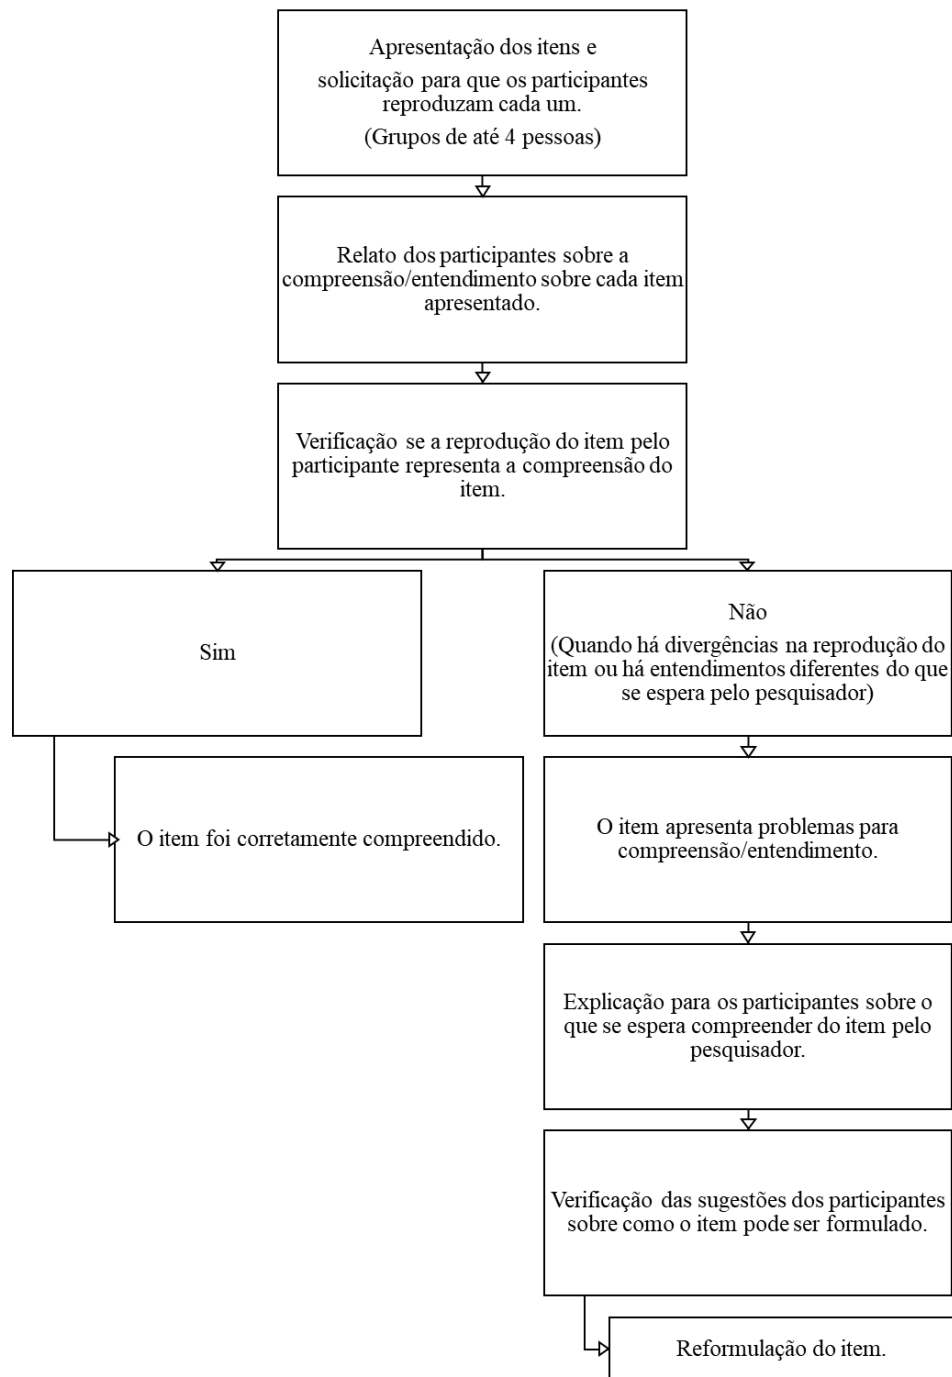 Apresentação dos itens e
solicitação para que os participantes
reproduzam cada um.
(Grupos de até 4 pessoas)
Relato dos participantes sobre a
compreensão/entendimento sobre cada item
apresentado.
Verificação se a reprodução do item pelo
participante representa a compreensão do
item.
Sim
Não
(Quando há divergências na reprodução do
item ou há entendimentos diferentes do que
se espera pelo pesquisador)
O item foi corretamente compreendido.
O item apresenta problemas para
compreensão/entendimento.
Explicação para os participantes sobre o
que se espera compreender do item pelo
pesquisador.
Verificação das sugestões dos participantes
sobre como o item pode ser formulado.
Reformulação do item.